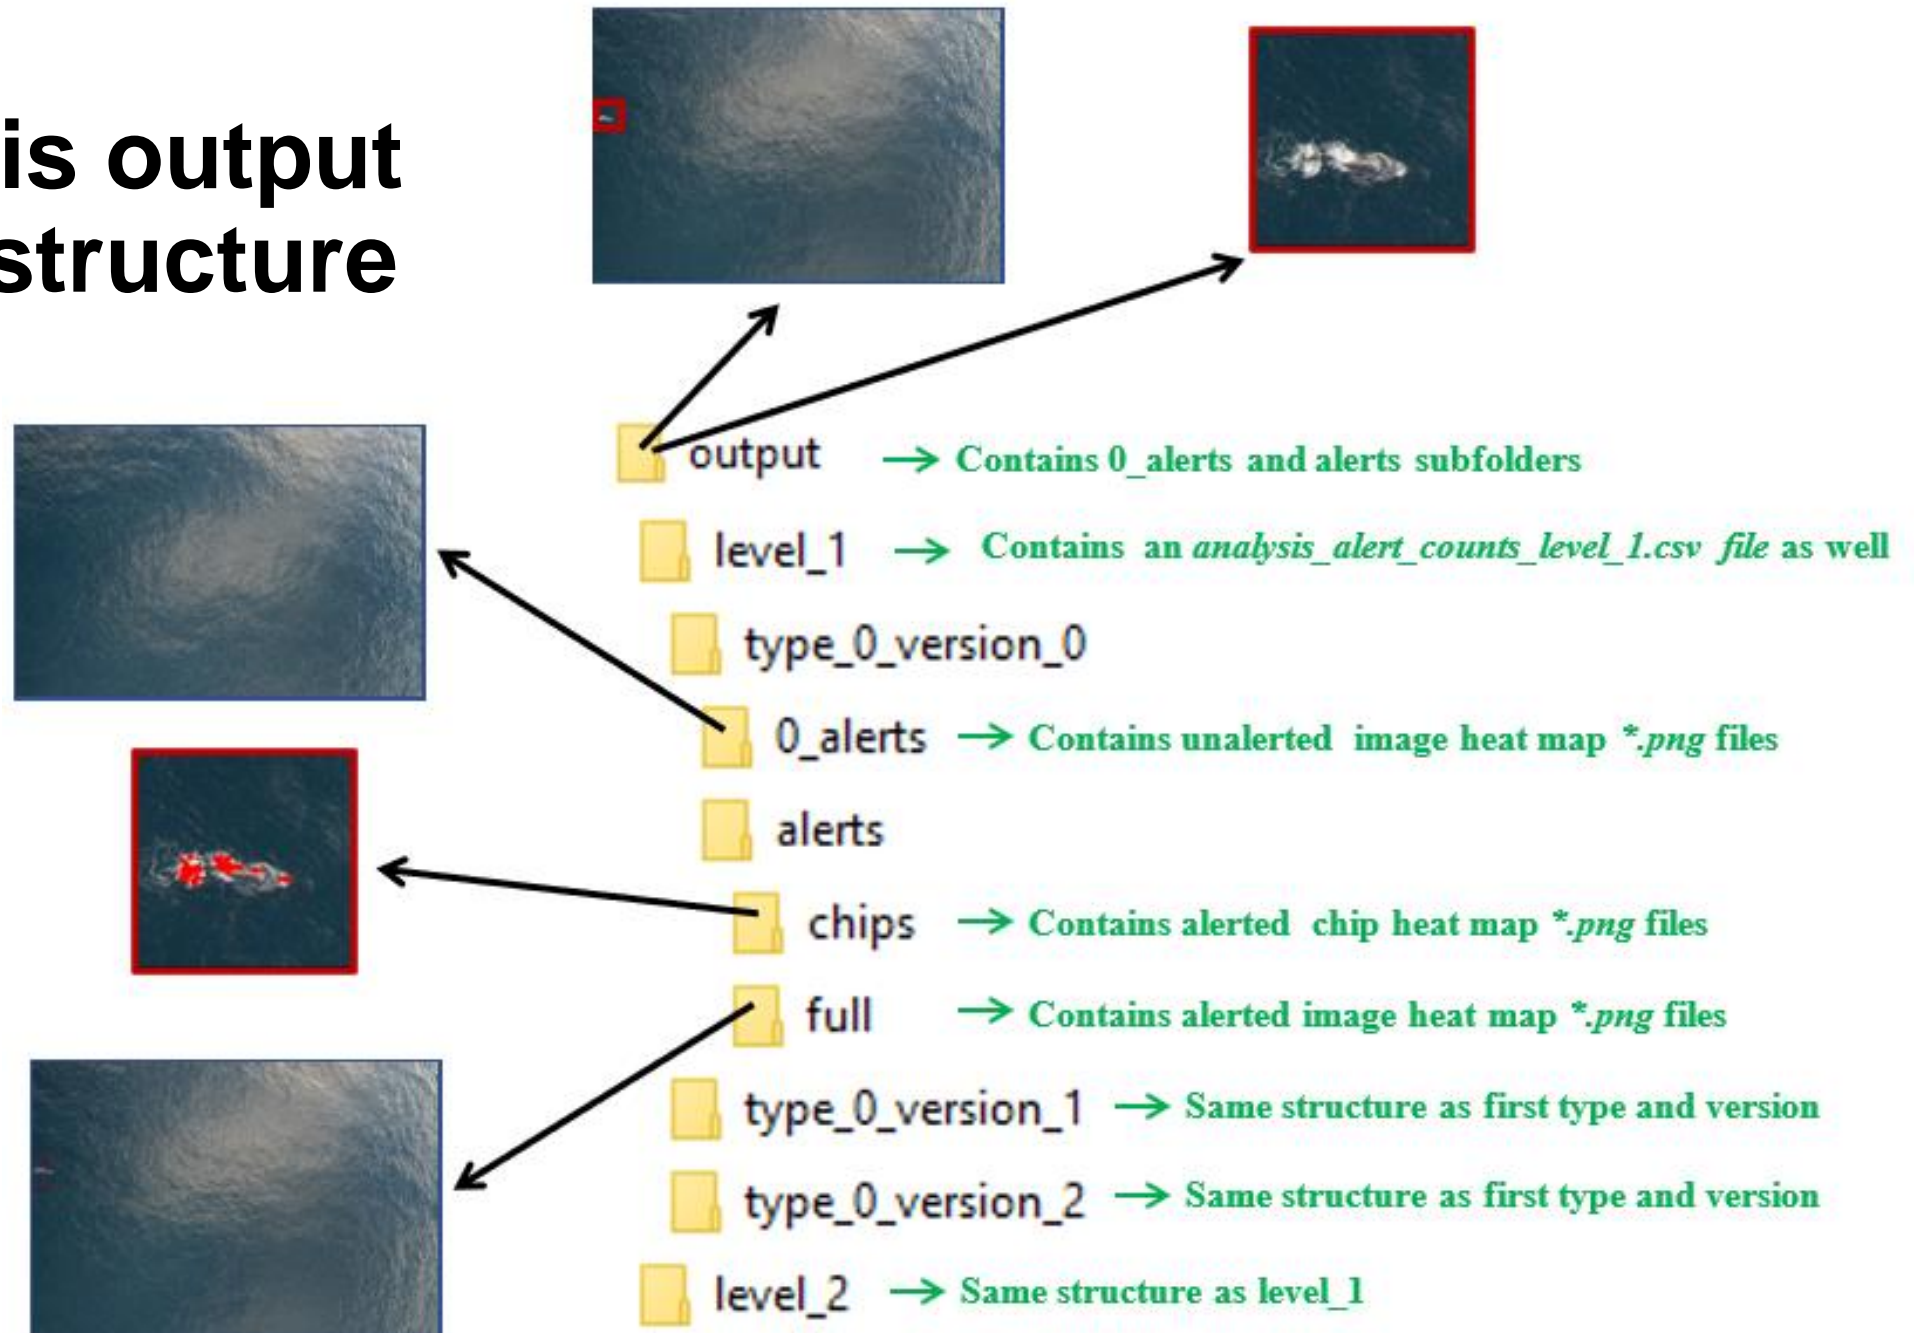 is output
structure
output → Contains 0_alerts and alerts subfolders
level_1 → Contains an analysis_alert_counts_level_1.csv file as well
type_0_version_0
0_alerts → Contains unalerted image heat map *.png files
alerts
chips → Contains alerted chip heat map *.png files
full → Contains alerted image heat map *.png files
type_0_version_1 → Same structure as first type and version
type_0_version_2 → Same structure as first type and version
level_2 → Same structure as level_1